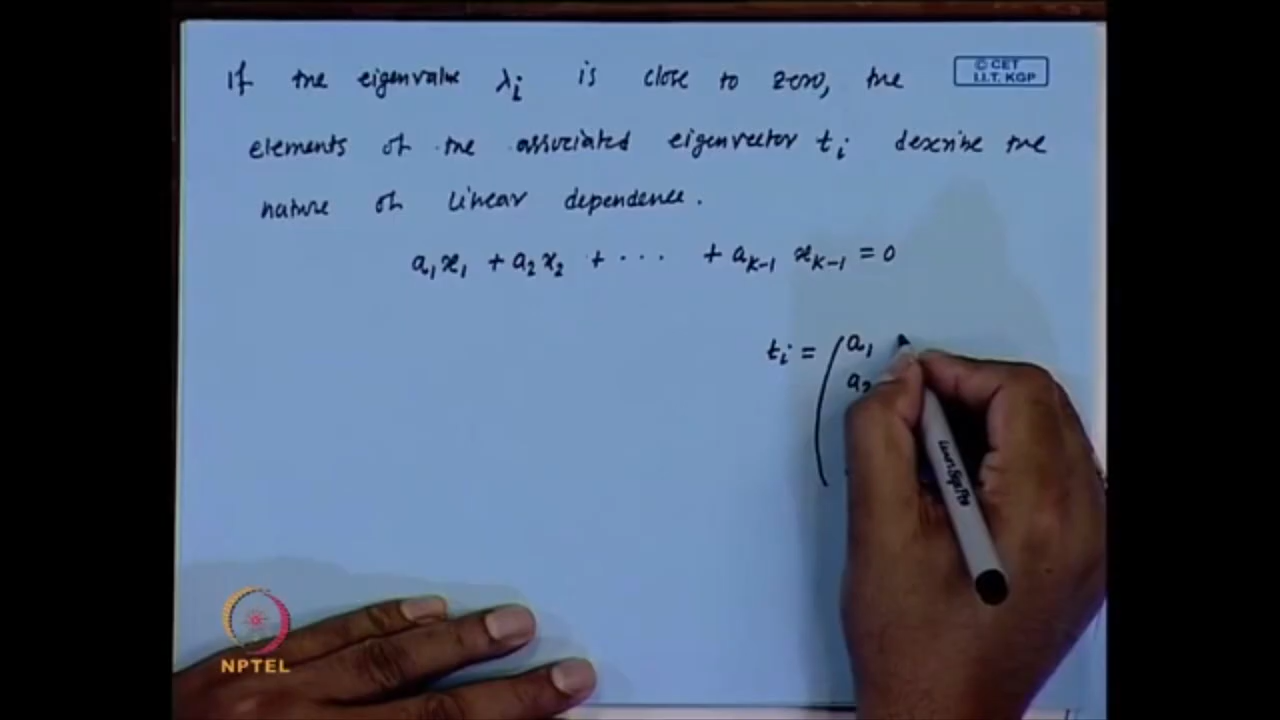 If the eigenvalue λi is close to zero, the
© CET
I.I.T. KGP
elements of the associated eigenvector ti describe the
nature of linear dependence.
a1x1 + a2x2 + · · · + aK-1 xK-1 = 0
ti = ( a1
a2
NPTEL